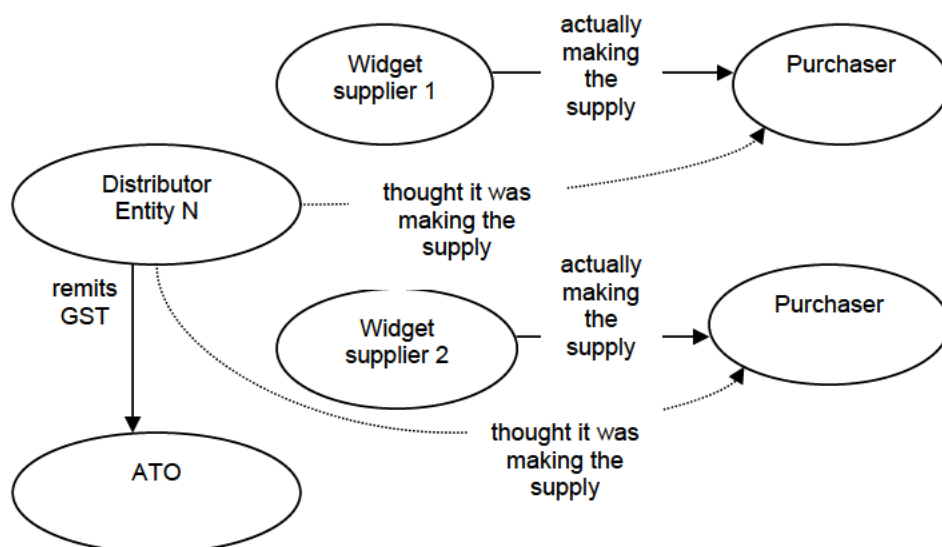 actually
making
the
supply
Widget
supplier 1
Purchaser
Distributor
Entity N
thought it was
making the
supply
remits
GST
actually
making
the
supply
Widget
supplier 2
Purchaser
thought it was
making the
supply
ATO